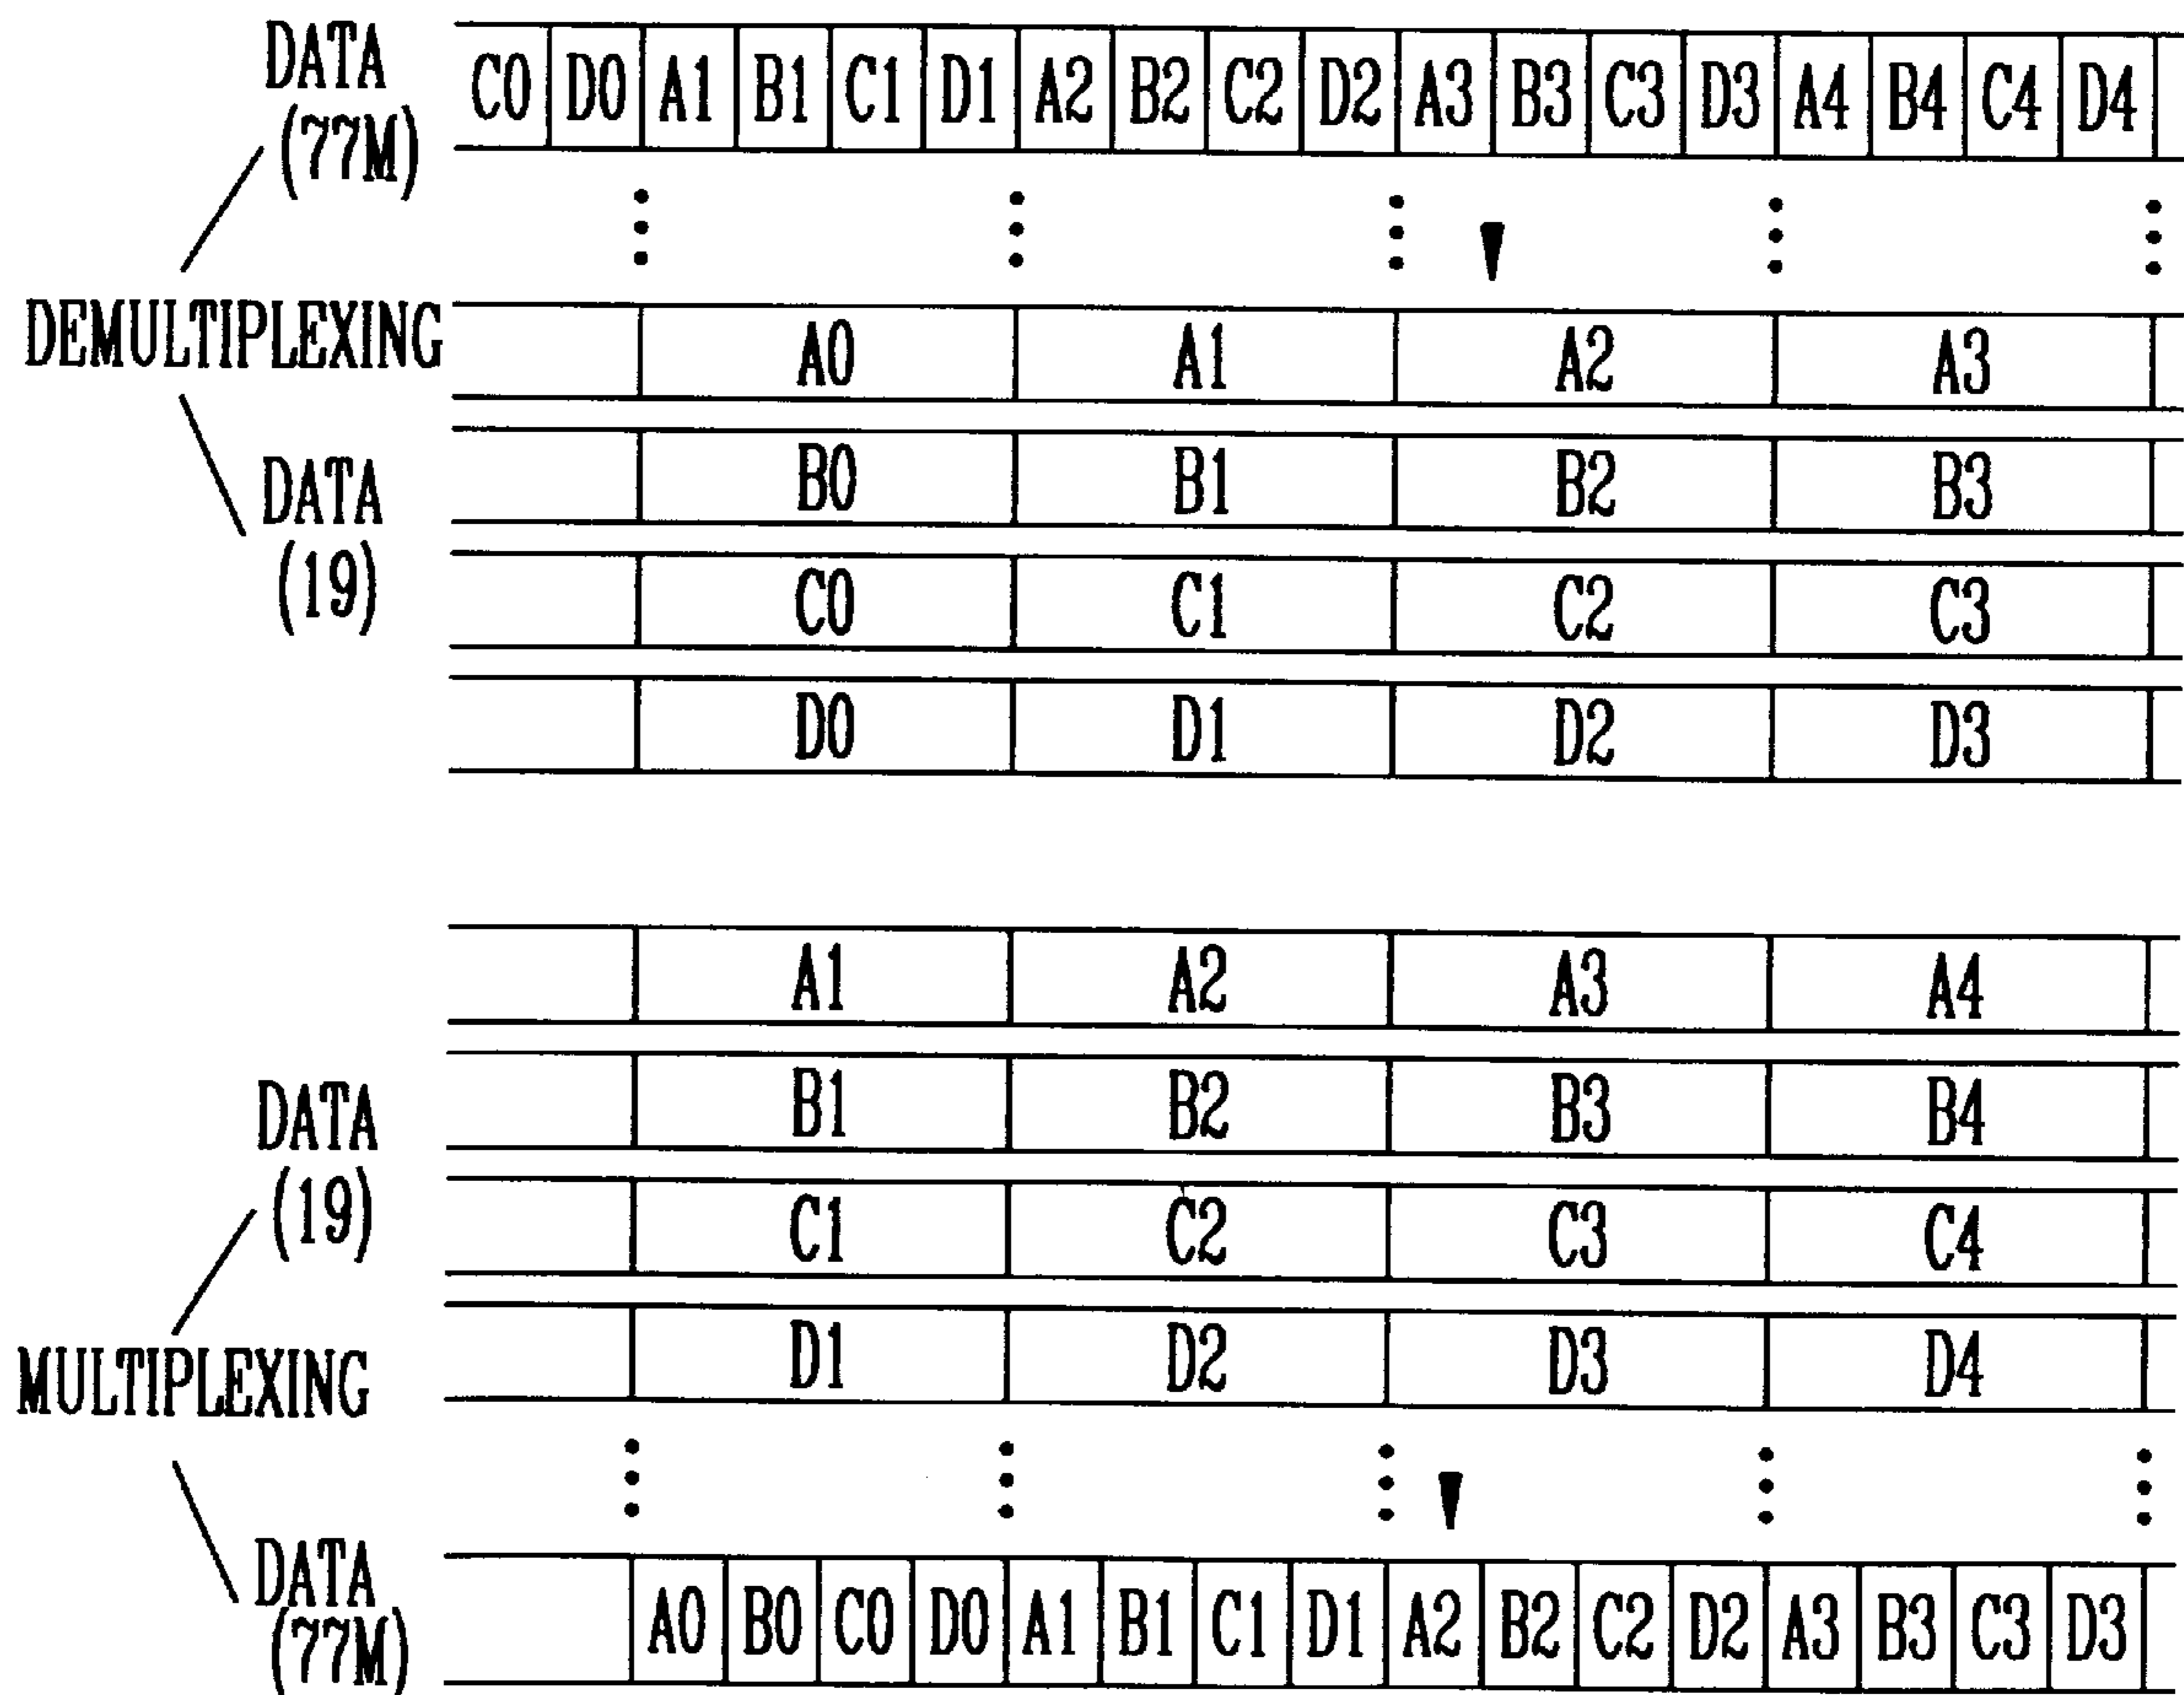 DATA
(77M)
C0 D0 A1 B1 C1 D1 A2 B2 C2 D2 A3 B3 C3 D3 A4 B4 C4 D4
DEMULTIPLEXING
A0 A1 A2 A3
DATA
(19)
B0 B1 B2 B3
C0 C1 C2 C3
D0 D1 D2 D3
A1 A2 A3 A4
DATA
(19)
B1 B2 B3 B4
C1 C2 C3 C4
MULTIPLEXING
D1 D2 D3 D4
DATA
(77M)
A0 B0 C0 D0 A1 B1 C1 D1 A2 B2 C2 D2 A3 B3 C3 D3